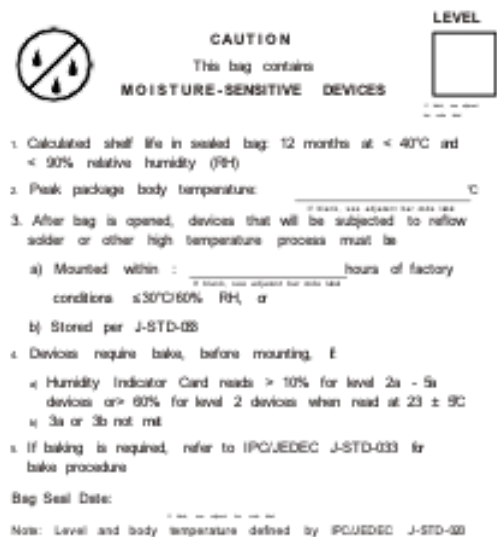 LEVEL
CAUTION
This bag contains
MOISTURE-SENSITIVE DEVICES
1. Calculated shelf life in sealed bag: 12 months at < 40°C and
< 90% relative humidity (RH)
2. Peak package body temperature: °C
3. After bag is opened, devices that will be subjected to reflow
solder or other high temperature process must be
a) Mounted within : hours of factory
conditions ≤30°C/60% RH, or
b) Stored per
4. Devices require bake, before mounting,
a) Humidity Indicator Card reads > 10% for level 2a - 5a
devices or> 60% for level 2 devices when read at 23 ± 5°C
b) 3a or 3b not met
5. If baking is required, refer to IPC/JEDEC J-STD-033 for
bake procedure
Bag Seal Date:
Note: Level and body temperature defined by IPC/JEDEC